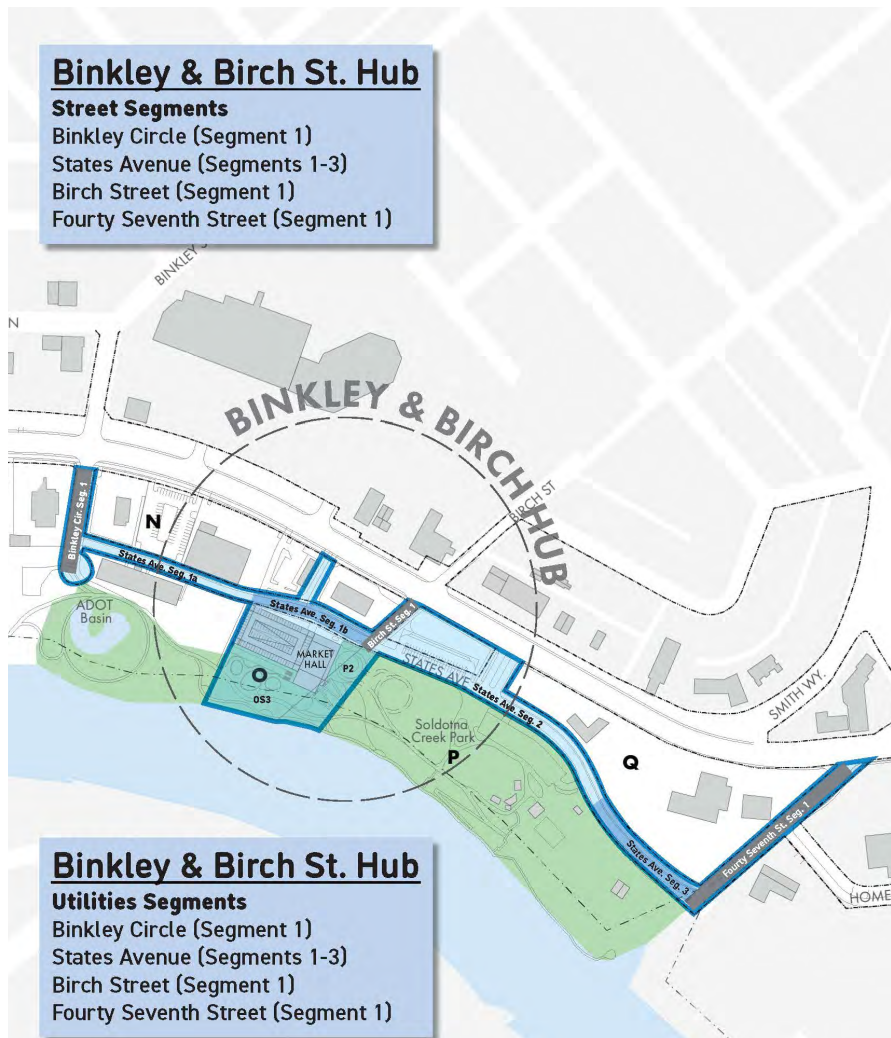 Binkley & Birch St. Hub
Street Segments
Binkley Circle (Segment 1)
States Avenue (Segments 1-3)
Birch Street (Segment 1)
Fourty Seventh Street (Segment 1)
BINKLEY
N
BINKLEY & BIRCH HUB
BIRCH ST
Binkley Cir. Seg. 1
N
States Ave. Seg. 1a
ADOT
Basin
States Ave. Seg. 1b
Birch St. Seg. 1
MARKET
HALL
P2
STATES AVE
O
OS3
States Ave. Seg. 2
SMITH WY.
Soldotna
Creek Park
P
Q
Fourty Seventh St. Seg. 1
States Ave. Seg. 3
HOME
Binkley & Birch St. Hub
Utilities Segments
Binkley Circle (Segment 1)
States Avenue (Segments 1-3)
Birch Street (Segment 1)
Fourty Seventh Street (Segment 1)